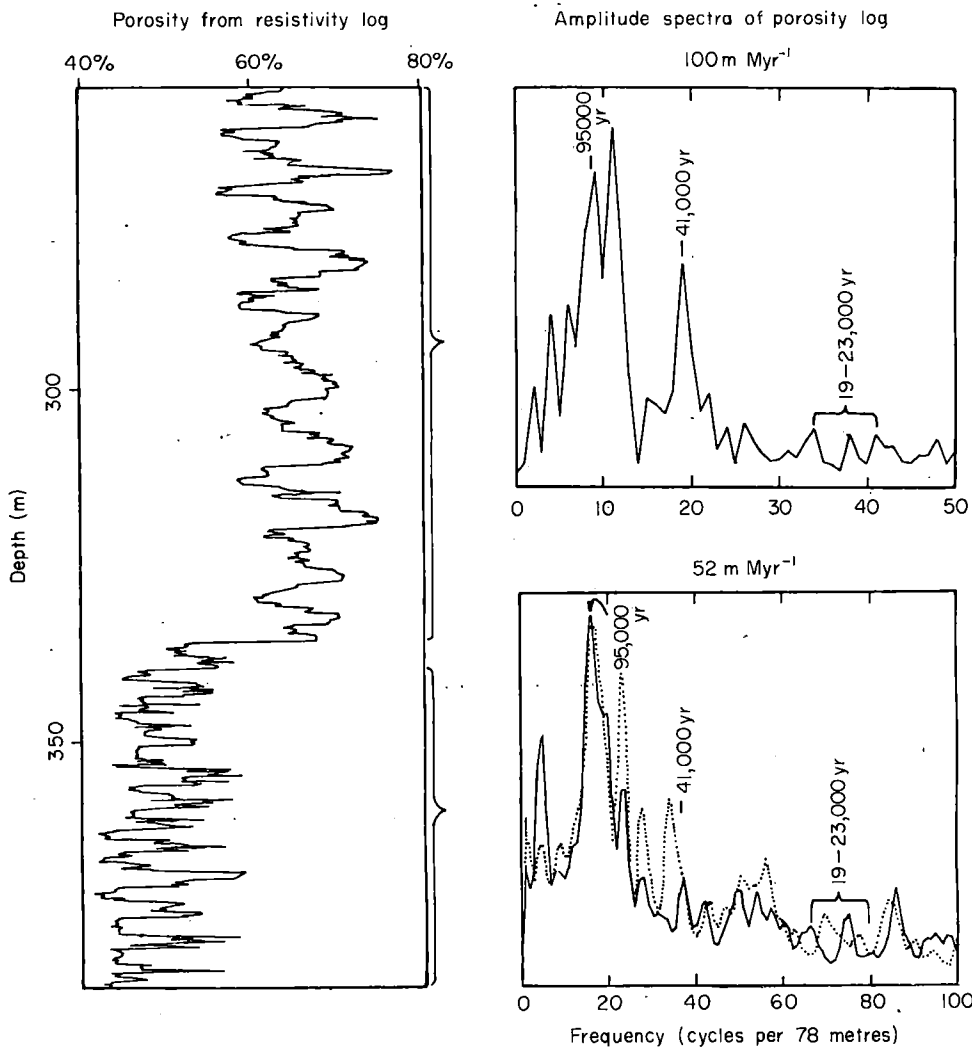 Porosity from resistivity log
40%
60%
80%
300
350
Depth (m)
Amplitude spectra of porosity log
100 m Myr⁻¹
–95000
yr
–41,000 yr
19–23,000 yr
0
10
20
30
40
50
52 m Myr⁻¹
95,000
yr
–41,000 yr
19–23,000 yr
0
20
40
60
80
100
Frequency (cycles per 78 metres)